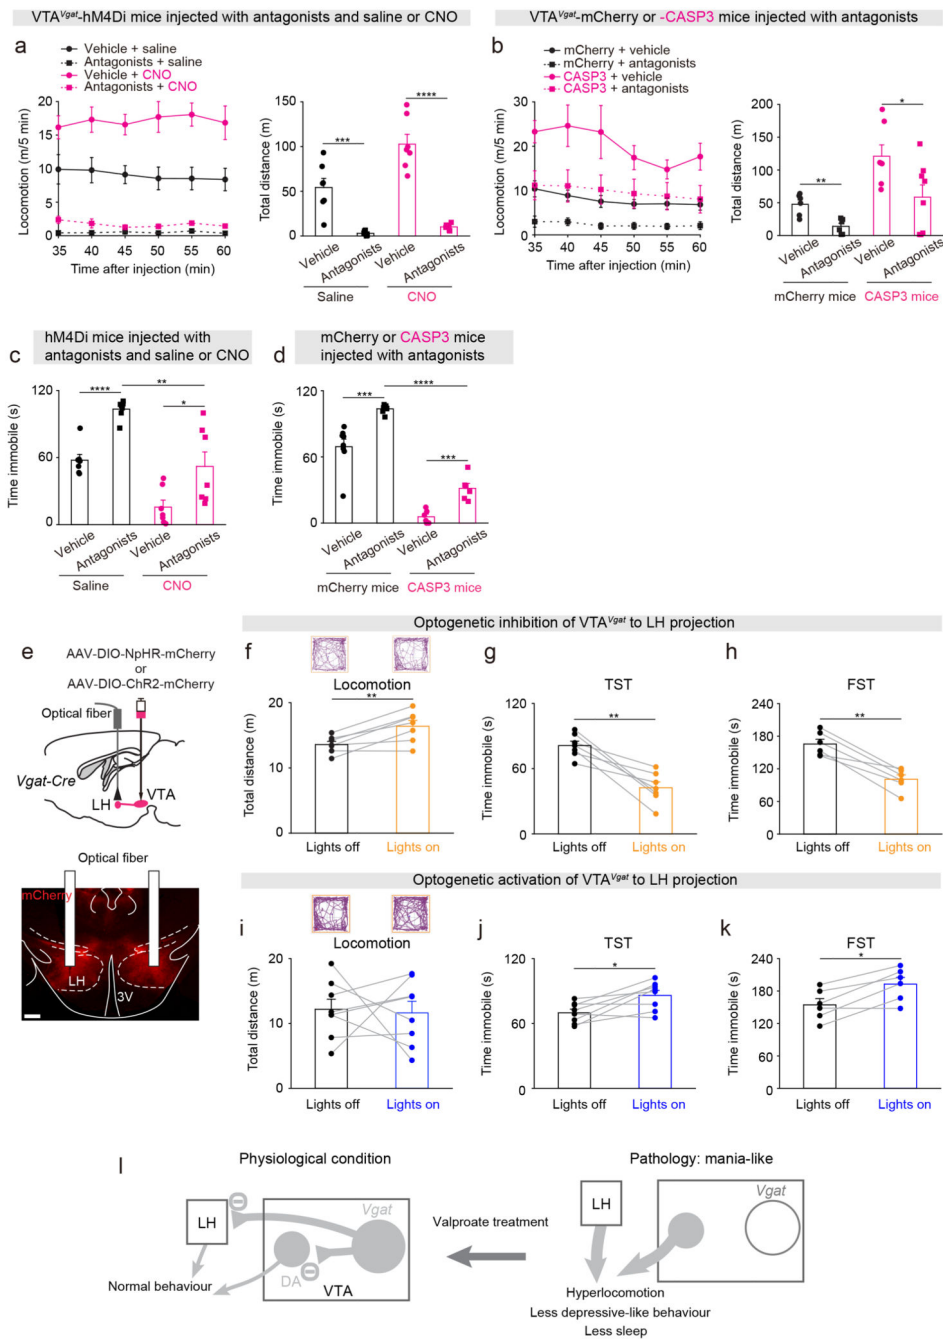 VTAVgat-hM4Di mice injected with antagonists and saline or CNO
a
Vehicle + saline
Antagonists + saline
Vehicle + CNO
Antagonists + CNO
Locomotion (m/5 min)
20
15
10
5
0
35 40 45 50 55 60
Time after injection (min)
Total distance (m)
150
100
50
0
***
****
Vehicle
Antagonists
Vehicle
Antagonists
Saline
CNO
VTAVgat-mCherry or -CASP3 mice injected with antagonists
b
mCherry + vehicle
mCherry + antagonists
CASP3 + vehicle
CASP3 + antagonists
Locomotion (m/5 min)
30
20
10
0
35 40 45 50 55 60
Time after injection (min)
Total distance (m)
200
150
100
50
0
**
*
Vehicle
Antagonists
Vehicle
Antagonists
mCherry mice
CASP3 mice
c
hM4Di mice injected with
antagonists and saline or CNO
Time immobile (s)
120
60
0
****
**
*
Vehicle
Antagonists
Vehicle
Antagonists
Saline
CNO
d
mCherry or CASP3 mice
injected with antagonists
Time immobile (s)
120
60
0
***
****
***
Vehicle
Antagonists
Vehicle
Antagonists
mCherry mice
CASP3 mice
e
AAV-DIO-NpHR-mCherry
or
AAV-DIO-ChR2-mCherry
Optical fiber
Vgat-Cre
LH
VTA
Optical fiber
mCherry
LH
3V
Optogenetic inhibition of VTAVgat to LH projection
f
Locomotion
**
Total distance (m)
20
10
0
Lights off Lights on
g
TST
**
Time immobile (s)
120
60
0
Lights off Lights on
h
FST
**
Time immobile (s)
240
180
120
60
0
Lights off Lights on
Optogenetic activation of VTAVgat to LH projection
i
Locomotion
Total distance (m)
20
10
0
Lights off Lights on
j
TST
*
Time immobile (s)
120
60
0
Lights off Lights on
k
FST
*
Time immobile (s)
240
180
120
60
0
Lights off Lights on
l
Physiological condition
LH
Vgat
DA
VTA
Normal behaviour
Valproate treatment
Pathology: mania-like
LH
Vgat
Hyperlocomotion
Less depressive-like behaviour
Less sleep